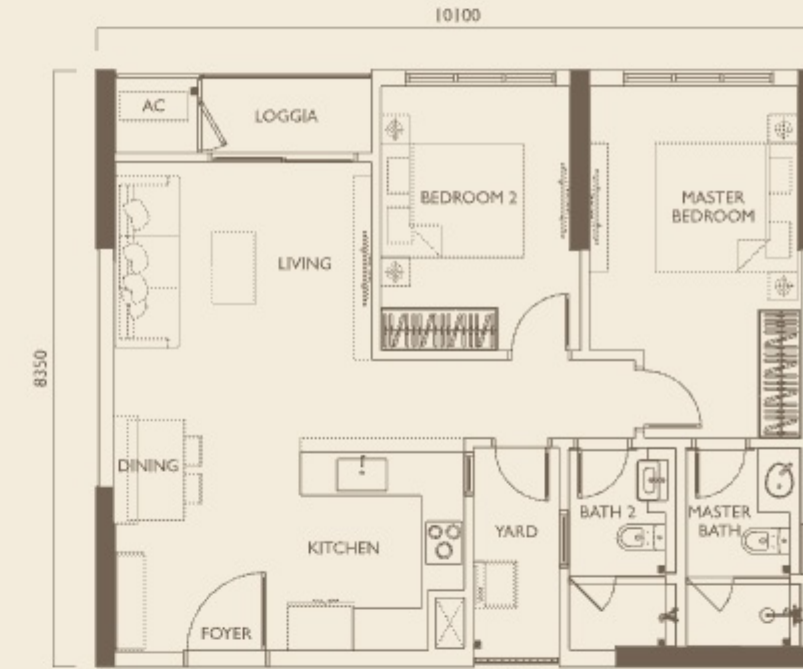 10100
AC
LOGGIA
BEDROOM 2
MASTER
BEDROOM
LIVING
8350
DINING
KITCHEN
YARD
BATH 2
MASTER
BATH
FOYER